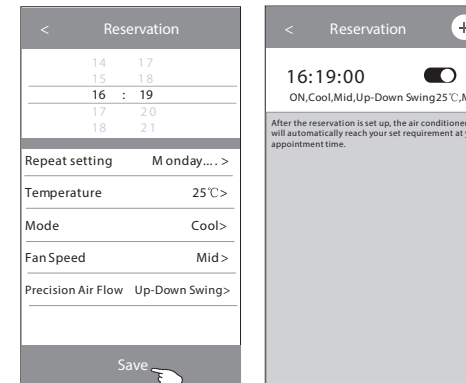 < Reservation
14 17
15 18
16 : 19
17 20
18 21
Repeat setting Monday....>
Temperature 25℃>
Mode Cool>
Fan Speed Mid>
Precision Air Flow Up-Down Swing>
Save
< Reservation +
16:19:00
ON,Cool,Mid,Up-Down Swing25℃,M
After the reservation is set up, the air conditioner
will automatically reach your set requirement at
appointment time.